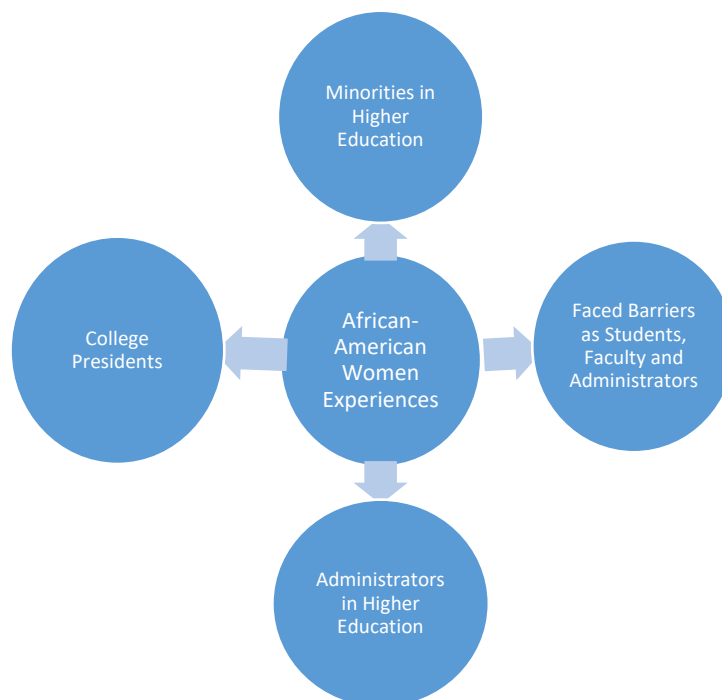 Minorities in
Higher
Education
College
Presidents
African-
American
Women
Experiences
Faced Barriers
as Students,
Faculty and
Administrators
Administrators
in Higher
Education